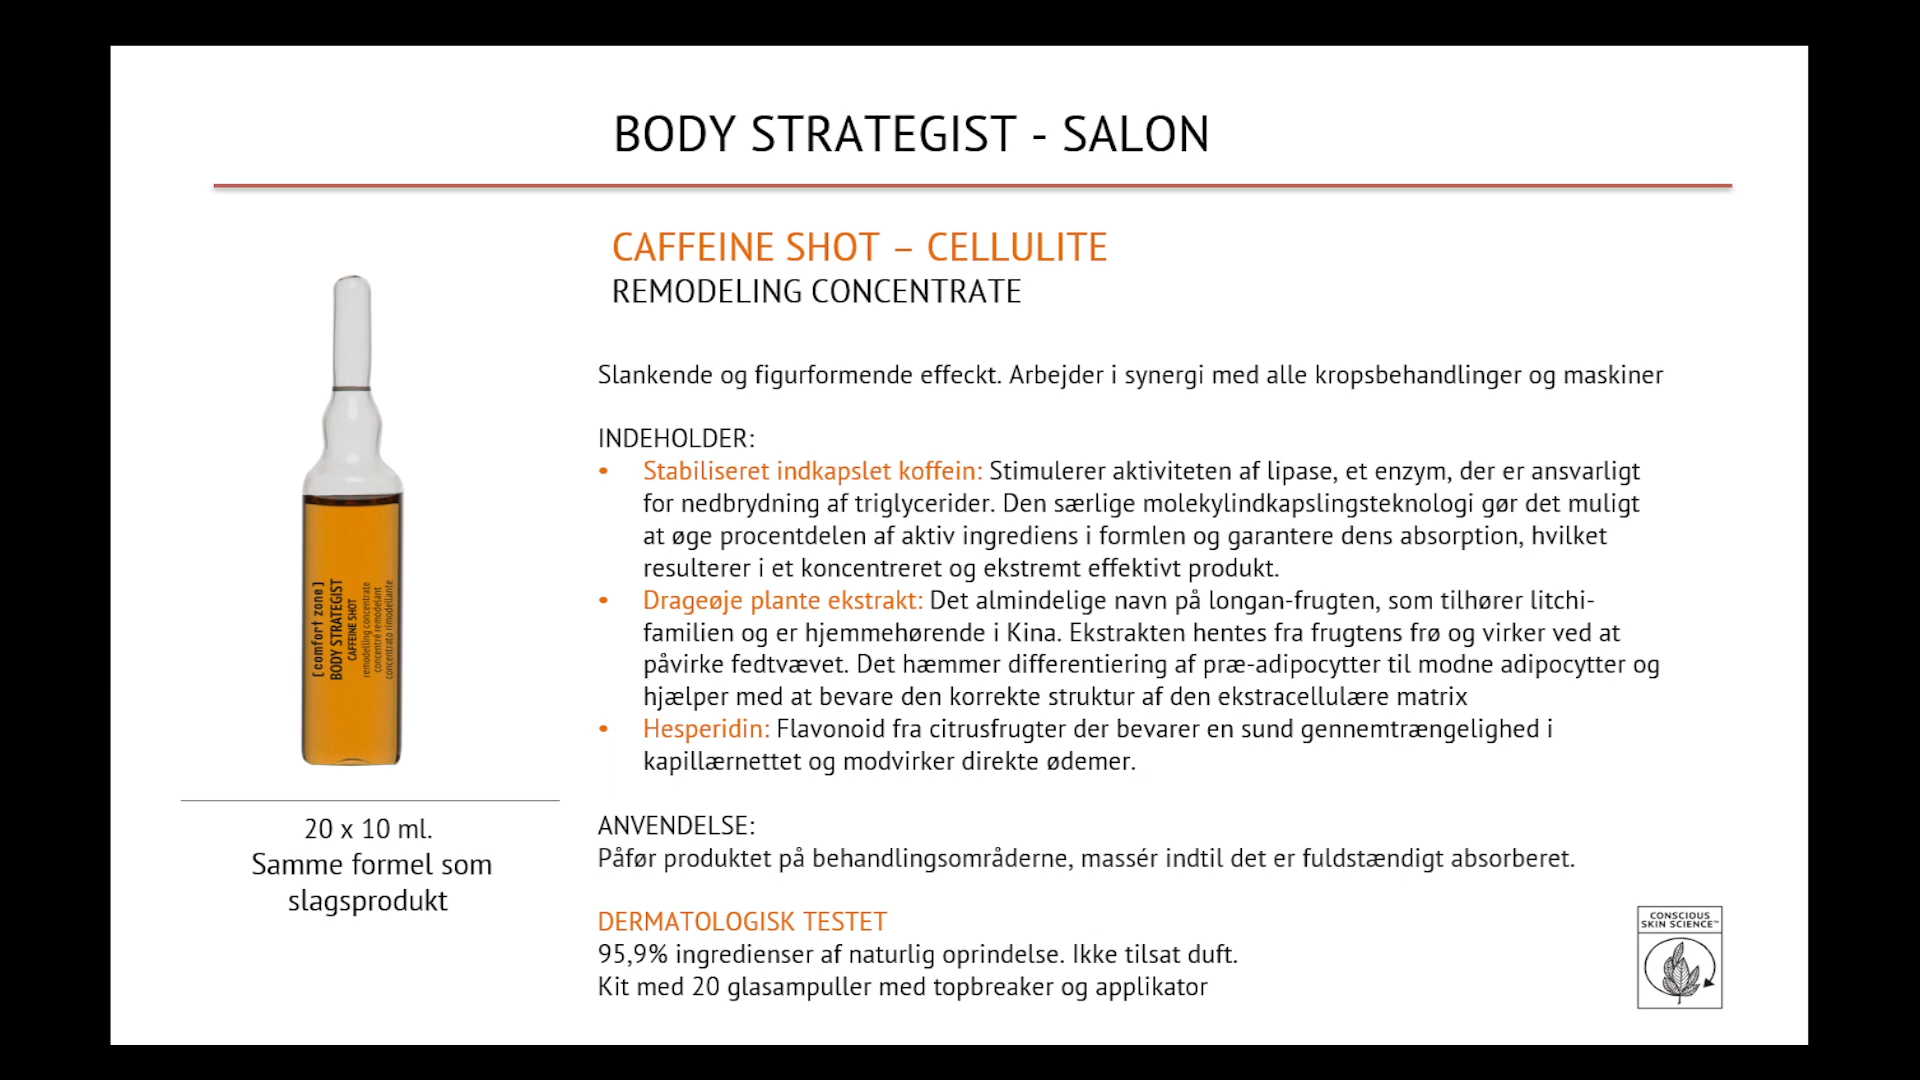 BODY STRATEGIST - SALON
CAFFEINE SHOT – CELLULITE
REMODELING CONCENTRATE
Slankende og figurformende effeckt. Arbejder i synergi med alle kropsbehandlinger og maskiner
INDEHOLDER:
• Stabiliseret indkapslet koffein: Stimulerer aktiviteten af lipase, et enzym, der er ansvarligt
for nedbrydning af triglycerider. Den særlige molekylindkapslingsteknologi gør det muligt
at øge procentdelen af aktiv ingrediens i formlen og garantere dens absorption, hvilket
resulterer i et koncentreret og ekstremt effektivt produkt.
• Drageøje plante ekstrakt: Det almindelige navn på longan-frugten, som tilhører litchi-
familien og er hjemmehørende i Kina. Ekstrakten hentes fra frugtens frø og virker ved at
påvirke fedtvævet. Det hæmmer differentiering af præ-adipocytter til modne adipocytter og
hjælper med at bevare den korrekte struktur af den ekstracellulære matrix
• Hesperidin: Flavonoid fra citrusfrugter der bevarer en sund gennemtrængelighed i
kapillærnettet og modvirker direkte ødemer.
ANVENDELSE:
Påfør produktet på behandlingsområderne, massér indtil det er fuldstændigt absorberet.
DERMATOLOGISK TESTET
95,9% ingredienser af naturlig oprindelse. Ikke tilsat duft.
Kit med 20 glasampuller med topbreaker og applikator
[ comfort zone ]
BODY STRATEGIST
CAFFEINE SHOT
remodeling concentrate
concentré remodelant
concentrato rimodellante
20 x 10 ml.
Samme formel som
slagsprodukt
CONSCIOUS
SKIN SCIENCE™